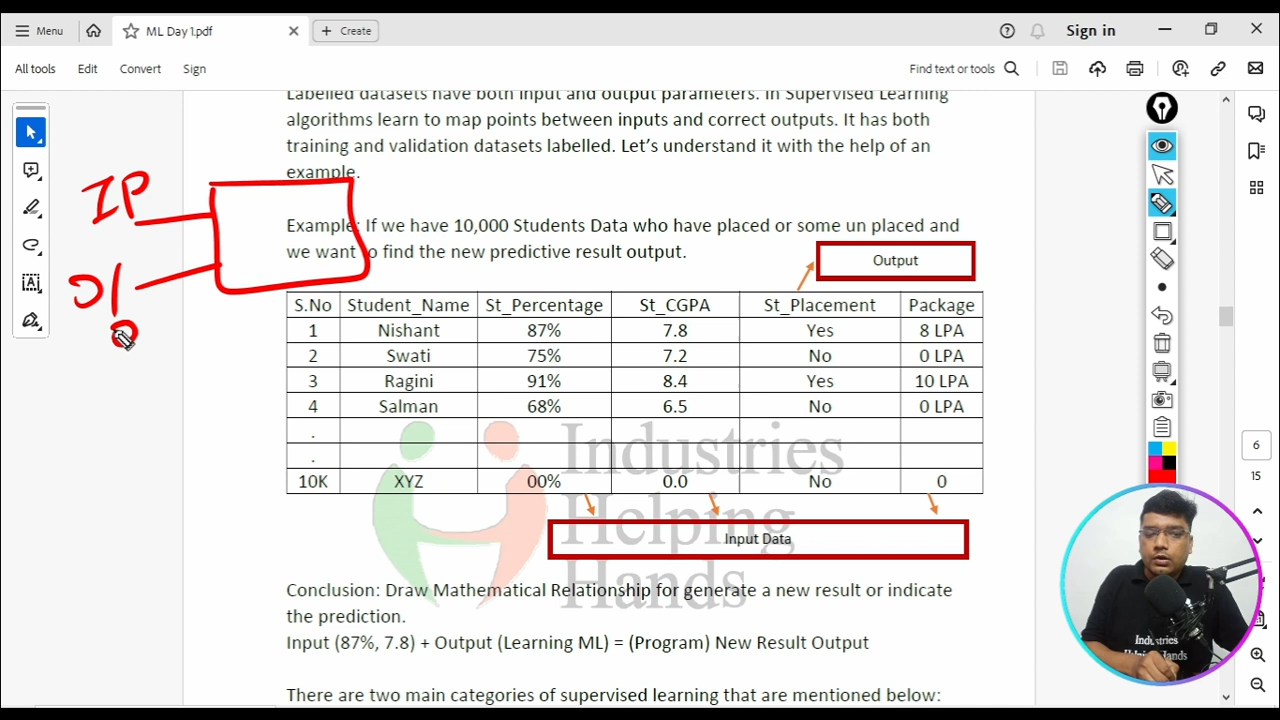 Menu
ML Day 1.pdf
Create
Sign in
All tools Edit Convert Sign
Find text or tools
Labelled datasets have both input and output parameters. In Supervised Learning
algorithms learn to map points between inputs and correct outputs. It has both
training and validation datasets labelled. Let's understand it with the help of an
example.
IP
Example: If we have 10,000 Students Data who have placed or some un placed and
we want to find the new predictive result output.
Output
S.No Student_Name St_Percentage St_CGPA St_Placement Package
1 Nishant 87% 7.8 Yes 8 LPA
2 Swati 75% 7.2 No 0 LPA
3 Ragini 91% 8.4 Yes 10 LPA
4 Salman 68% 6.5 No 0 LPA
.
.
10K XYZ 00% 0.0 No 0
Industries
Helping
Hands
Input Data
Conclusion: Draw Mathematical Relationship for generate a new result or indicate
the prediction.
Input (87%, 7.8) + Output (Learning ML) = (Program) New Result Output
There are two main categories of supervised learning that are mentioned below:
6
15
Industries
Helping Hands